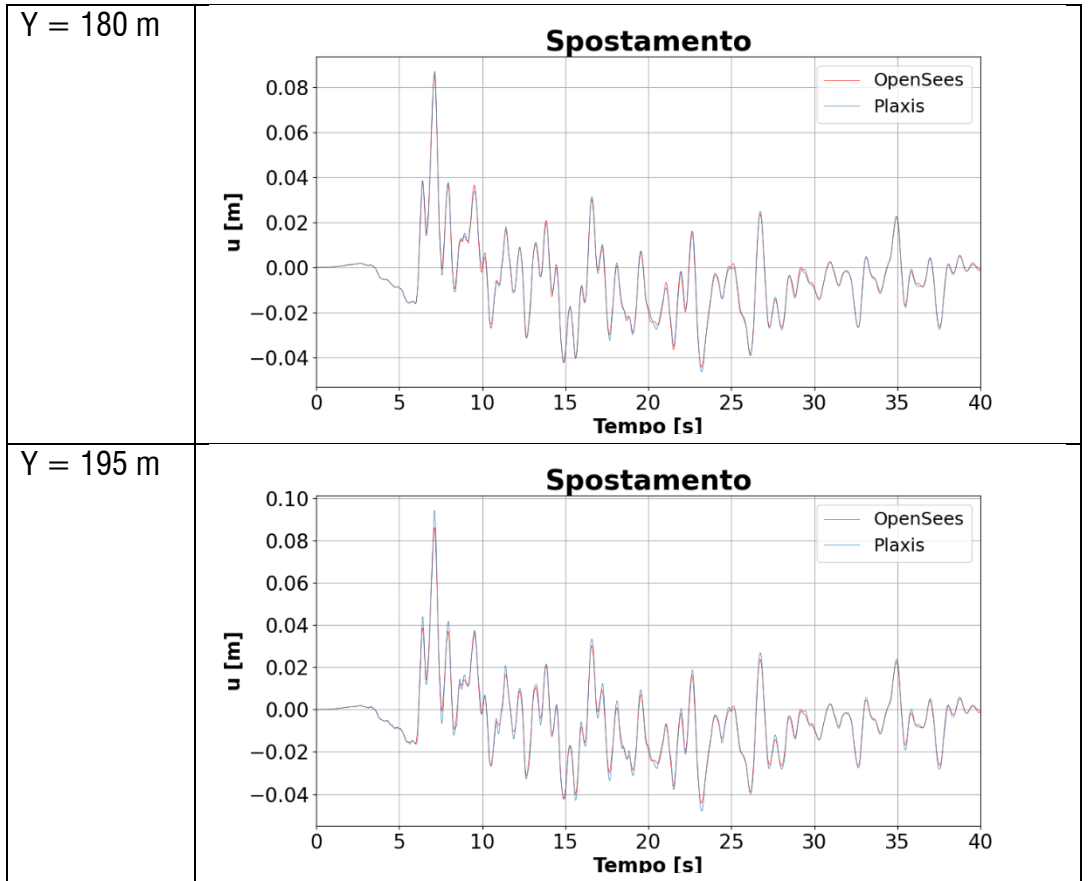 Y = 180 m
Spostamento
OpenSees
Plaxis
0.08
0.06
0.04
0.02
0.00
−0.02
−0.04
u [m]
0 5 10 15 20 25 30 35 40
Tempo [s]
Y = 195 m
Spostamento
OpenSees
Plaxis
0.10
0.08
0.06
0.04
0.02
0.00
−0.02
−0.04
u [m]
0 5 10 15 20 25 30 35 40
Tempo [s]